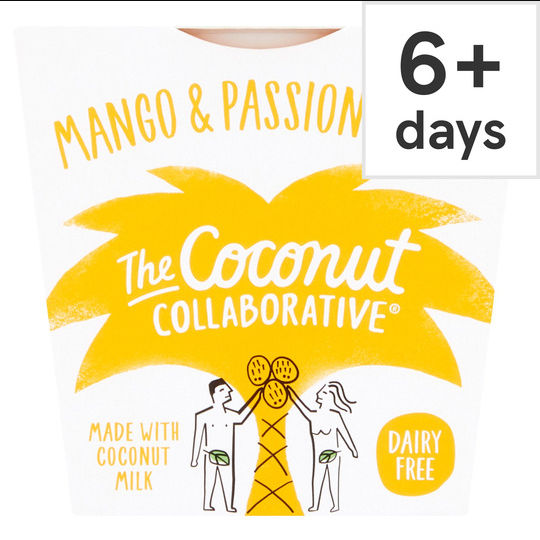 6+
days
MANGO & PASSION
The Coconut
COLLABORATIVE®
MADE WITH
COCONUT
MILK
DAIRY
FREE